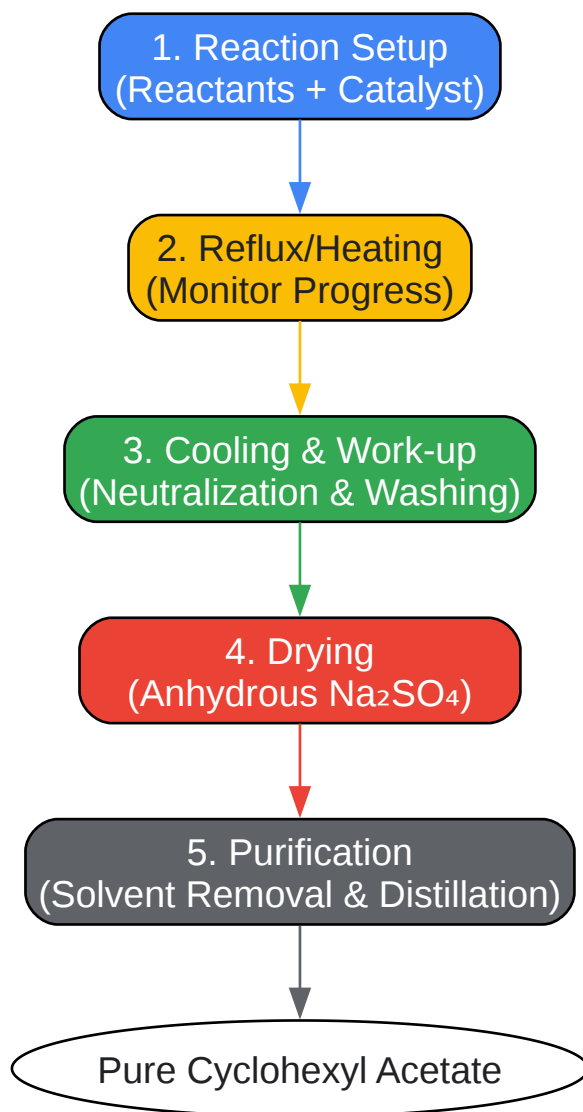 1. Reaction Setup
(Reactants + Catalyst)
2. Reflux/Heating
(Monitor Progress)
3. Cooling & Work-up
(Neutralization & Washing)
4. Drying
(Anhydrous Na₂SO₄)
5. Purification
(Solvent Removal & Distillation)
Pure Cyclohexyl Acetate